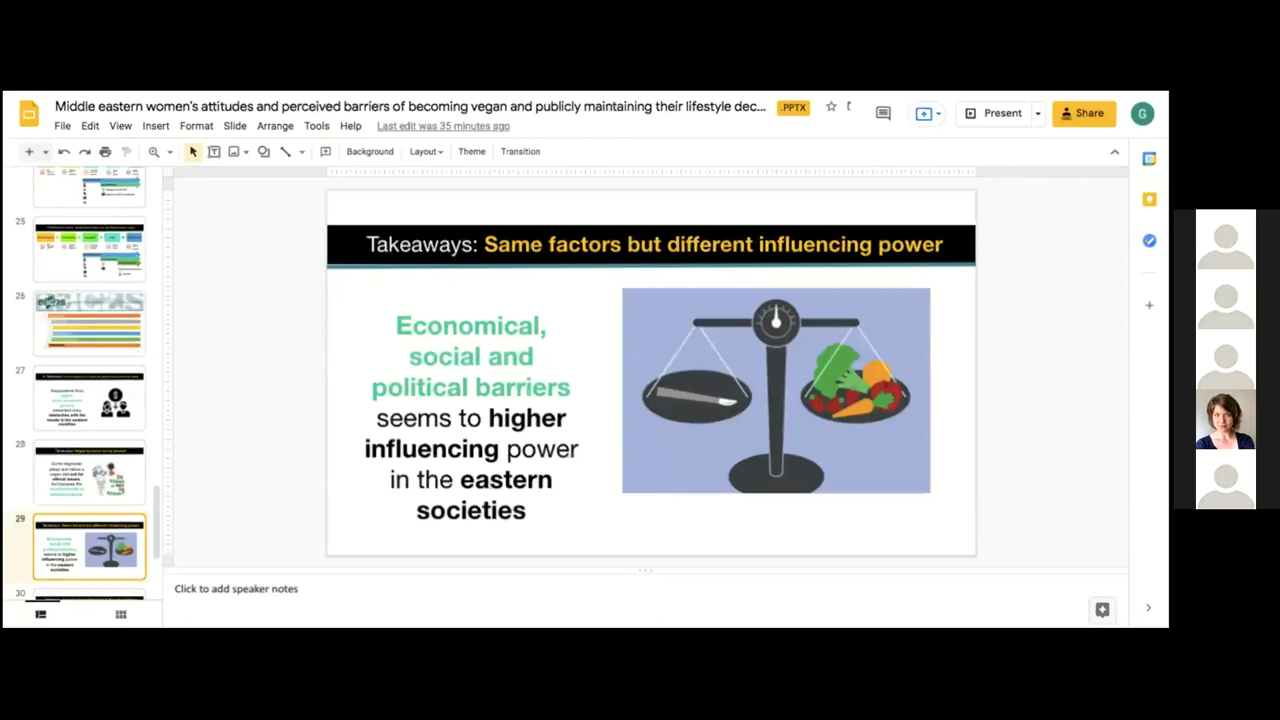 Middle eastern women's attitudes and perceived barriers of becoming vegan and publicly maintaining their lifestyle dec...
.PPTX
Present
Share
G
File Edit View Insert Format Slide Arrange Tools Help Last edit was 35 minutes ago
Background Layout Theme Transition
25
26
27
28
29
30
Takeaways: Same factors but different influencing power
Economical,
social and
political barriers
seems to higher
influencing power
in the eastern
societies
Click to add speaker notes